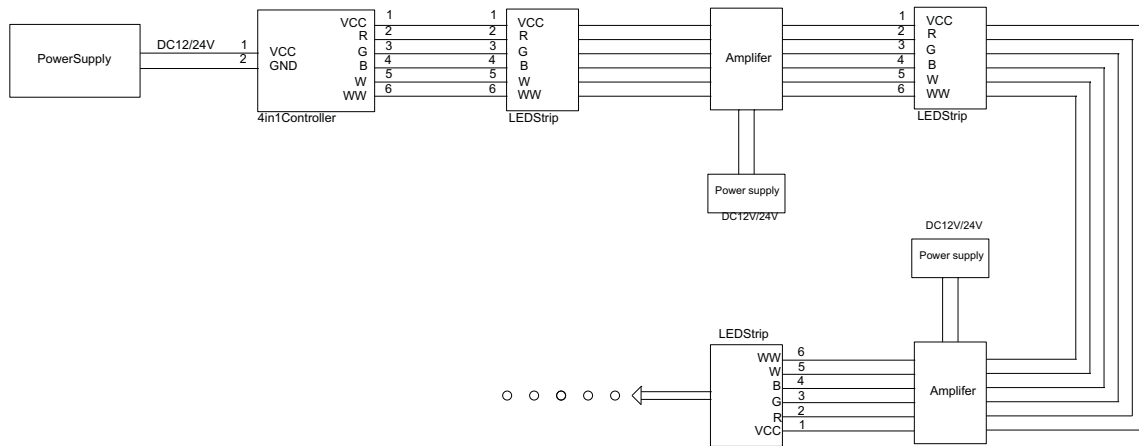 PowerSupply
DC12/24V
1
2
VCC
GND
VCC
R
G
B
W
WW
4in1Controller
1
2
3
4
5
6
1
2
3
4
5
6
VCC
R
G
B
W
WW
LEDStrip
Amplifer
Power supply
DC12V/24V
1
2
3
4
5
6
VCC
R
G
B
W
WW
LEDStrip
DC12V/24V
Power supply
Amplifer
LEDStrip
WW
W
B
G
R
VCC
6
5
4
3
2
1